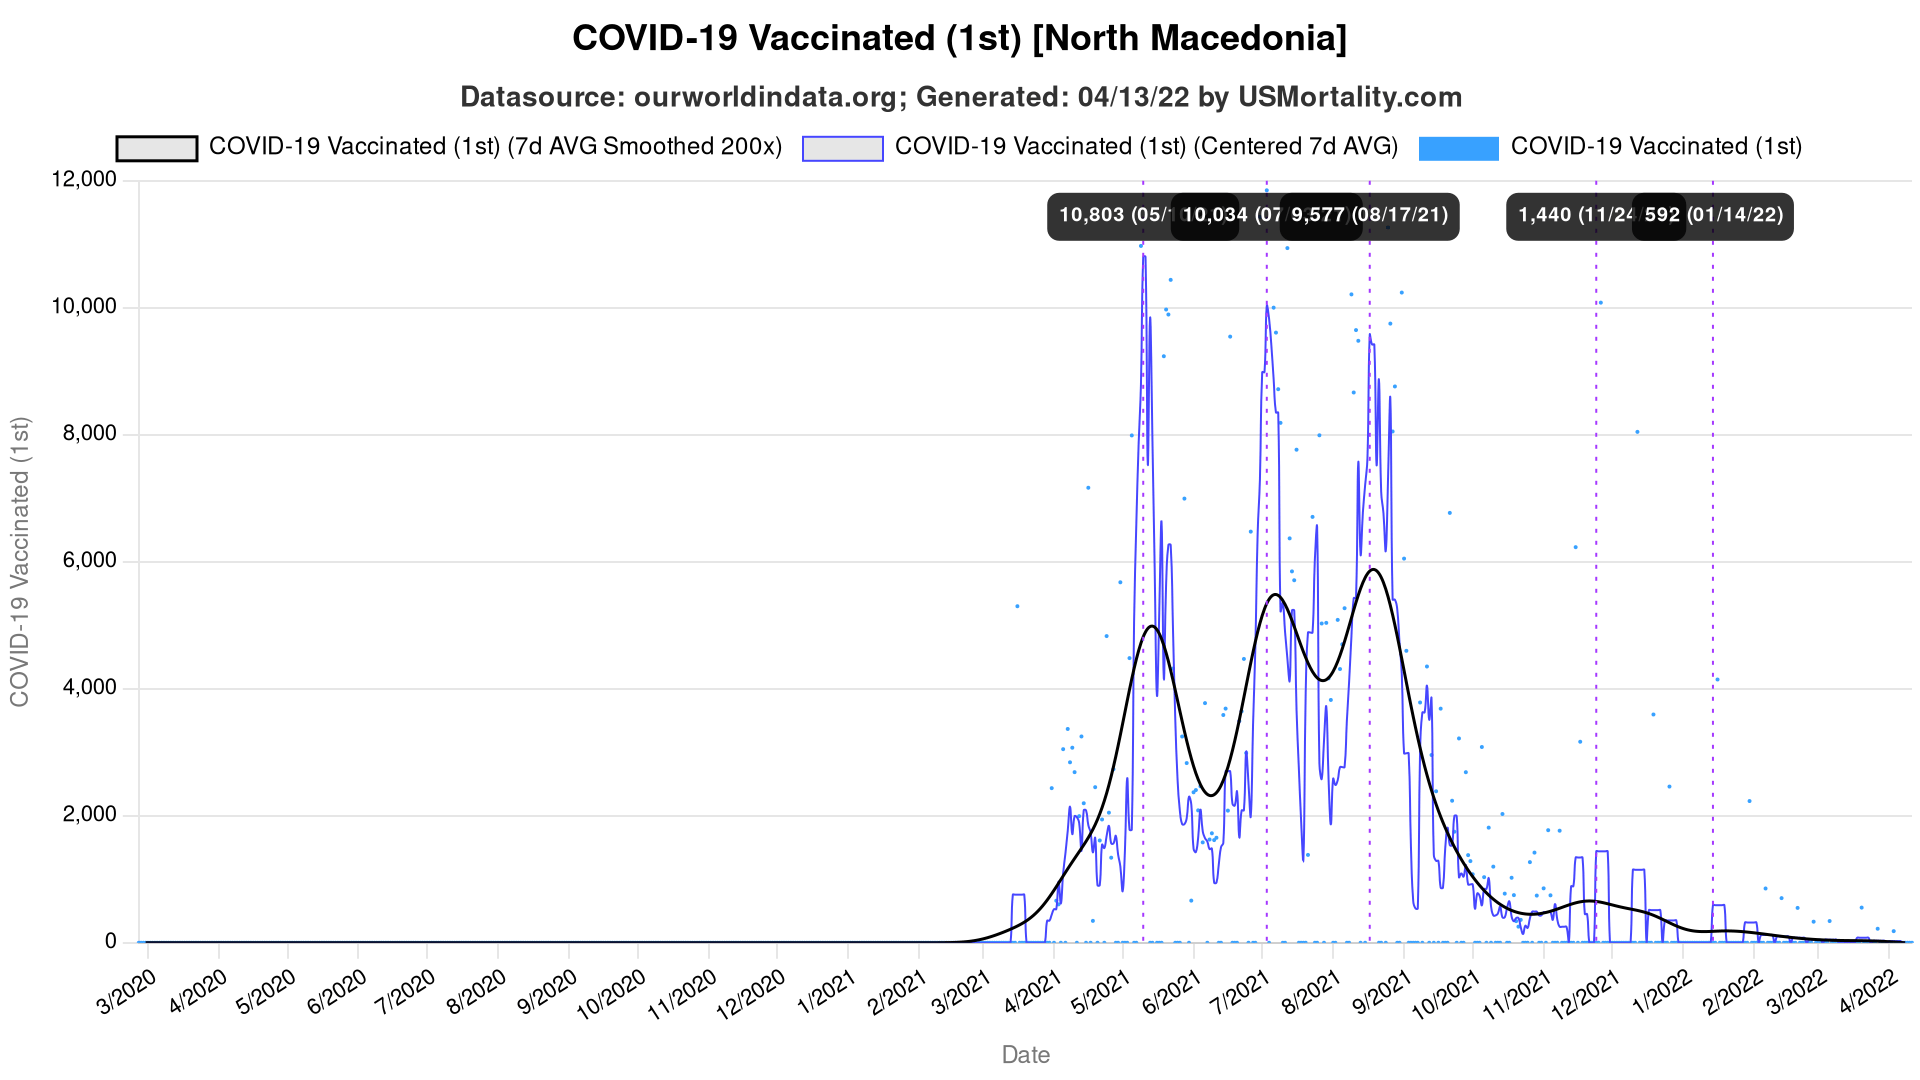 COVID-19 Vaccinated (1st) [North Macedonia]
Datasource: ourworldindata.org; Generated: 04/13/22 by USMortality.com
COVID-19 Vaccinated (1st) (7d AVG Smoothed 200x) COVID-19 Vaccinated (1st) (Centered 7d AVG) COVID-19 Vaccinated (1st)
12,000
10,803 (05/1 10,034 (07/ 9,577 (08/17/21) 1,440 (11/24/ 592 (01/14/22)
10,000
8,000
6,000
4,000
2,000
0
COVID-19 Vaccinated (1st)
3/2020 4/2020 5/2020 6/2020 7/2020 8/2020 9/2020 10/2020 11/2020 12/2020 1/2021 2/2021 3/2021 4/2021 5/2021 6/2021 7/2021 8/2021 9/2021 10/2021 11/2021 12/2021 1/2022 2/2022 3/2022 4/2022
Date